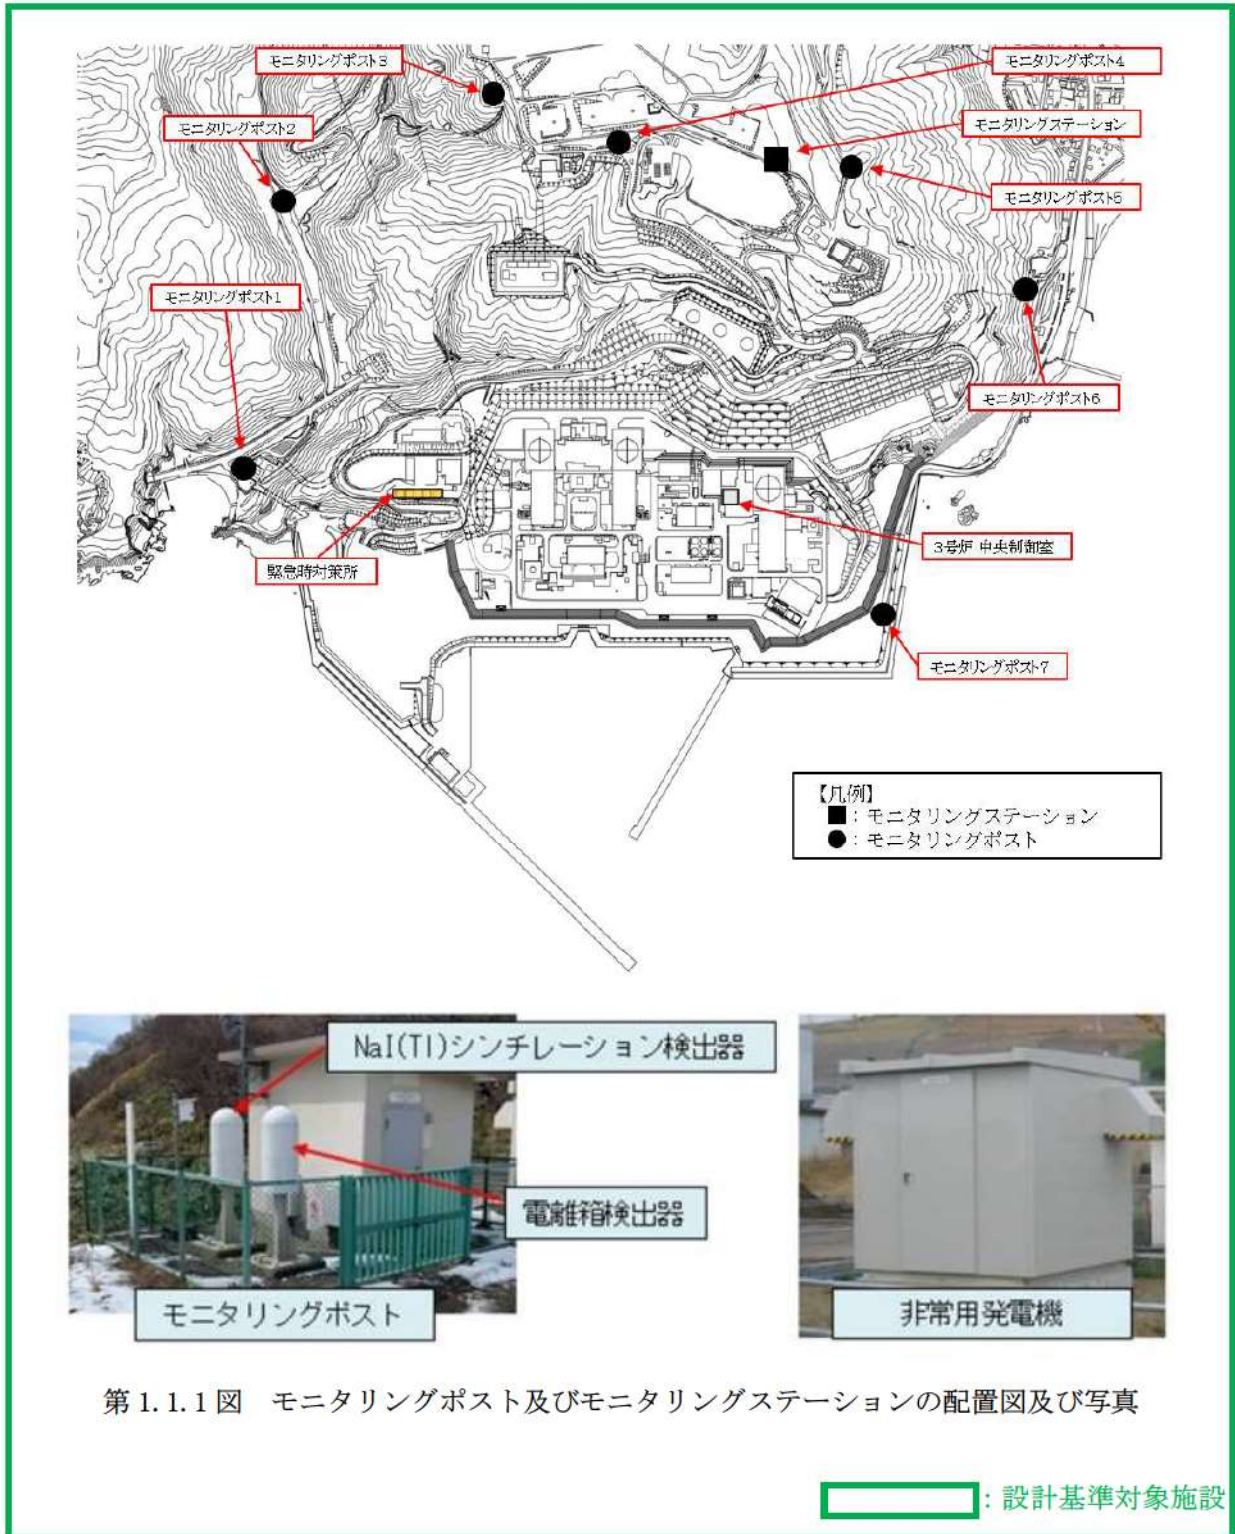 モニタリングポスト3
モニタリングポスト4
モニタリングポスト2
モニタリングステーション
モニタリングポスト5
モニタリングポスト1
モニタリングポスト6
3号炉 中央制御室
緊急時対策所
モニタリングポスト7
【凡例】
■：モニタリングステーション
●：モニタリングポスト
NaI(Tl)シンチレーション検出器
電離箱検出器
モニタリングポスト
非常用発電機
第1.1.1図　モニタリングポスト及びモニタリングステーションの配置図及び写真
：設計基準対象施設